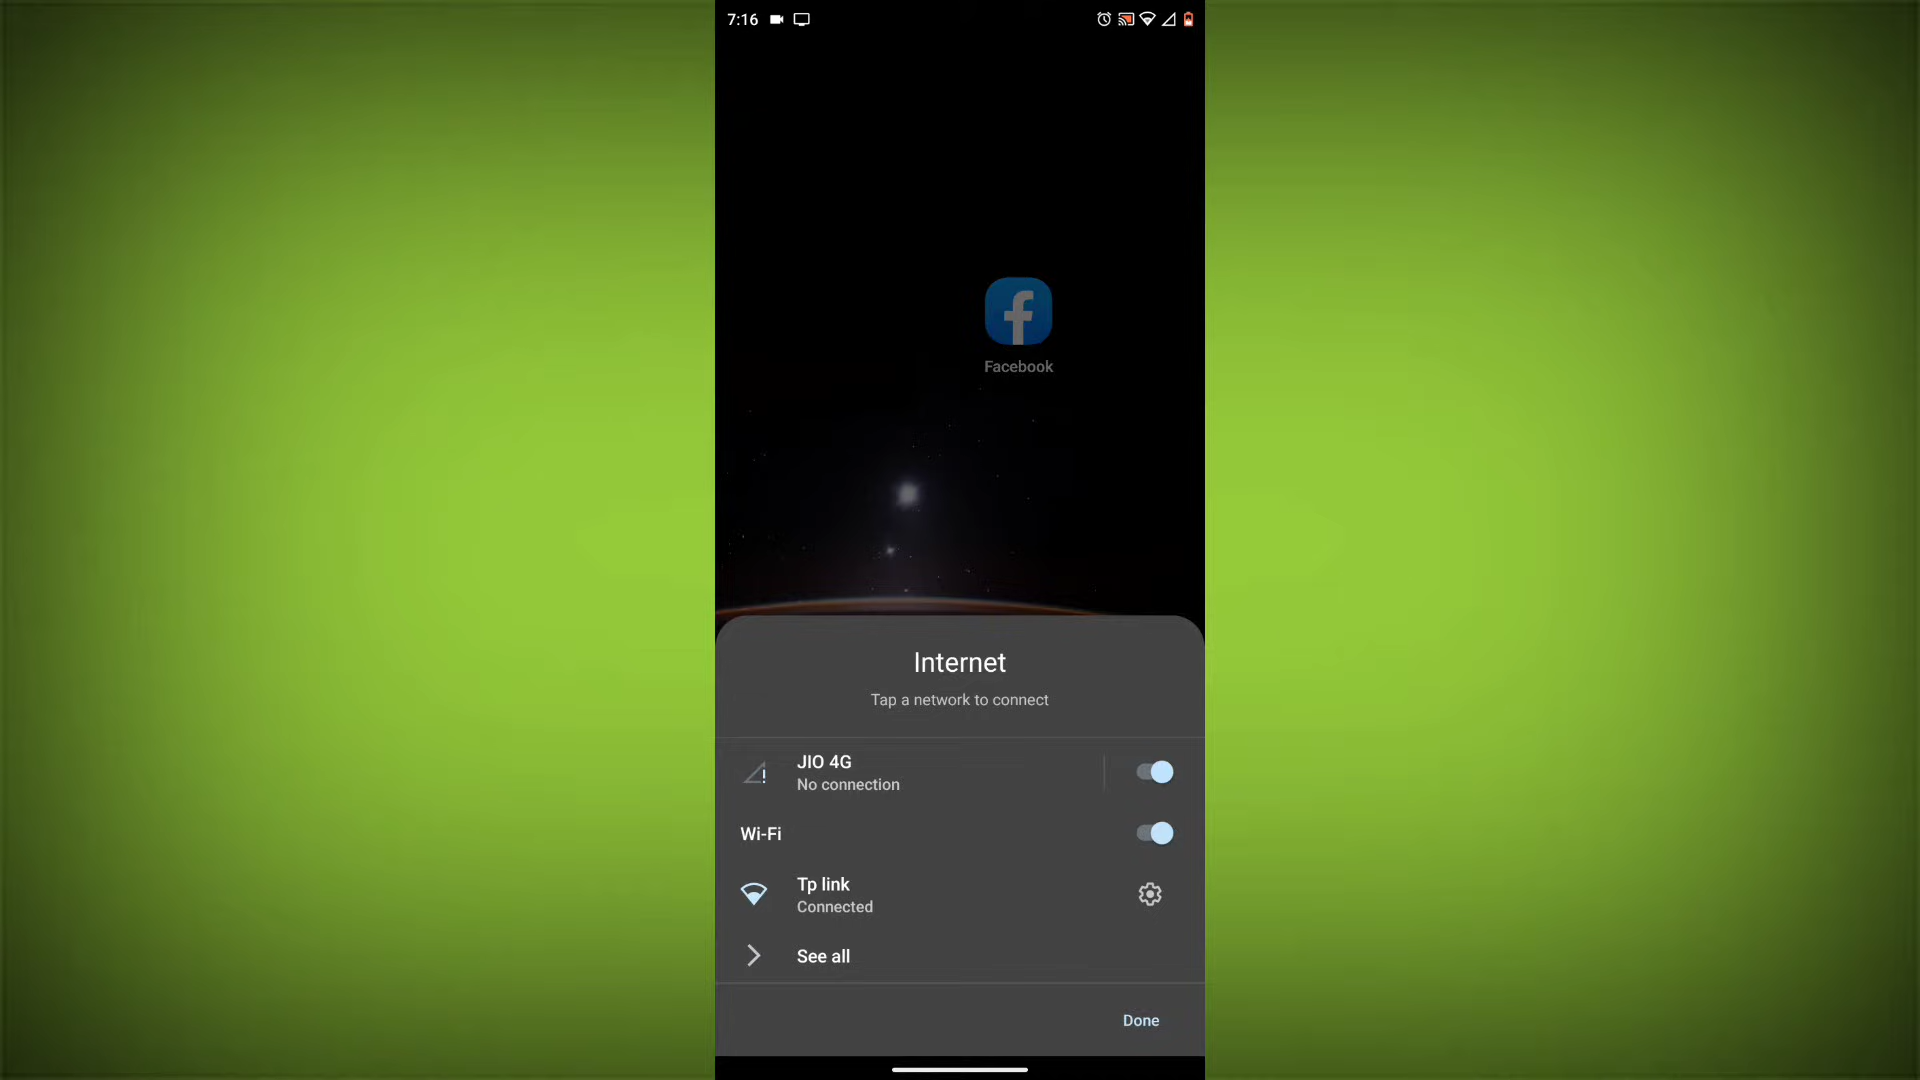 7:16
Facebook
Internet
Tap a network to connect
JIO 4G
No connection
Wi-Fi
Tp link
Connected
See all
Done